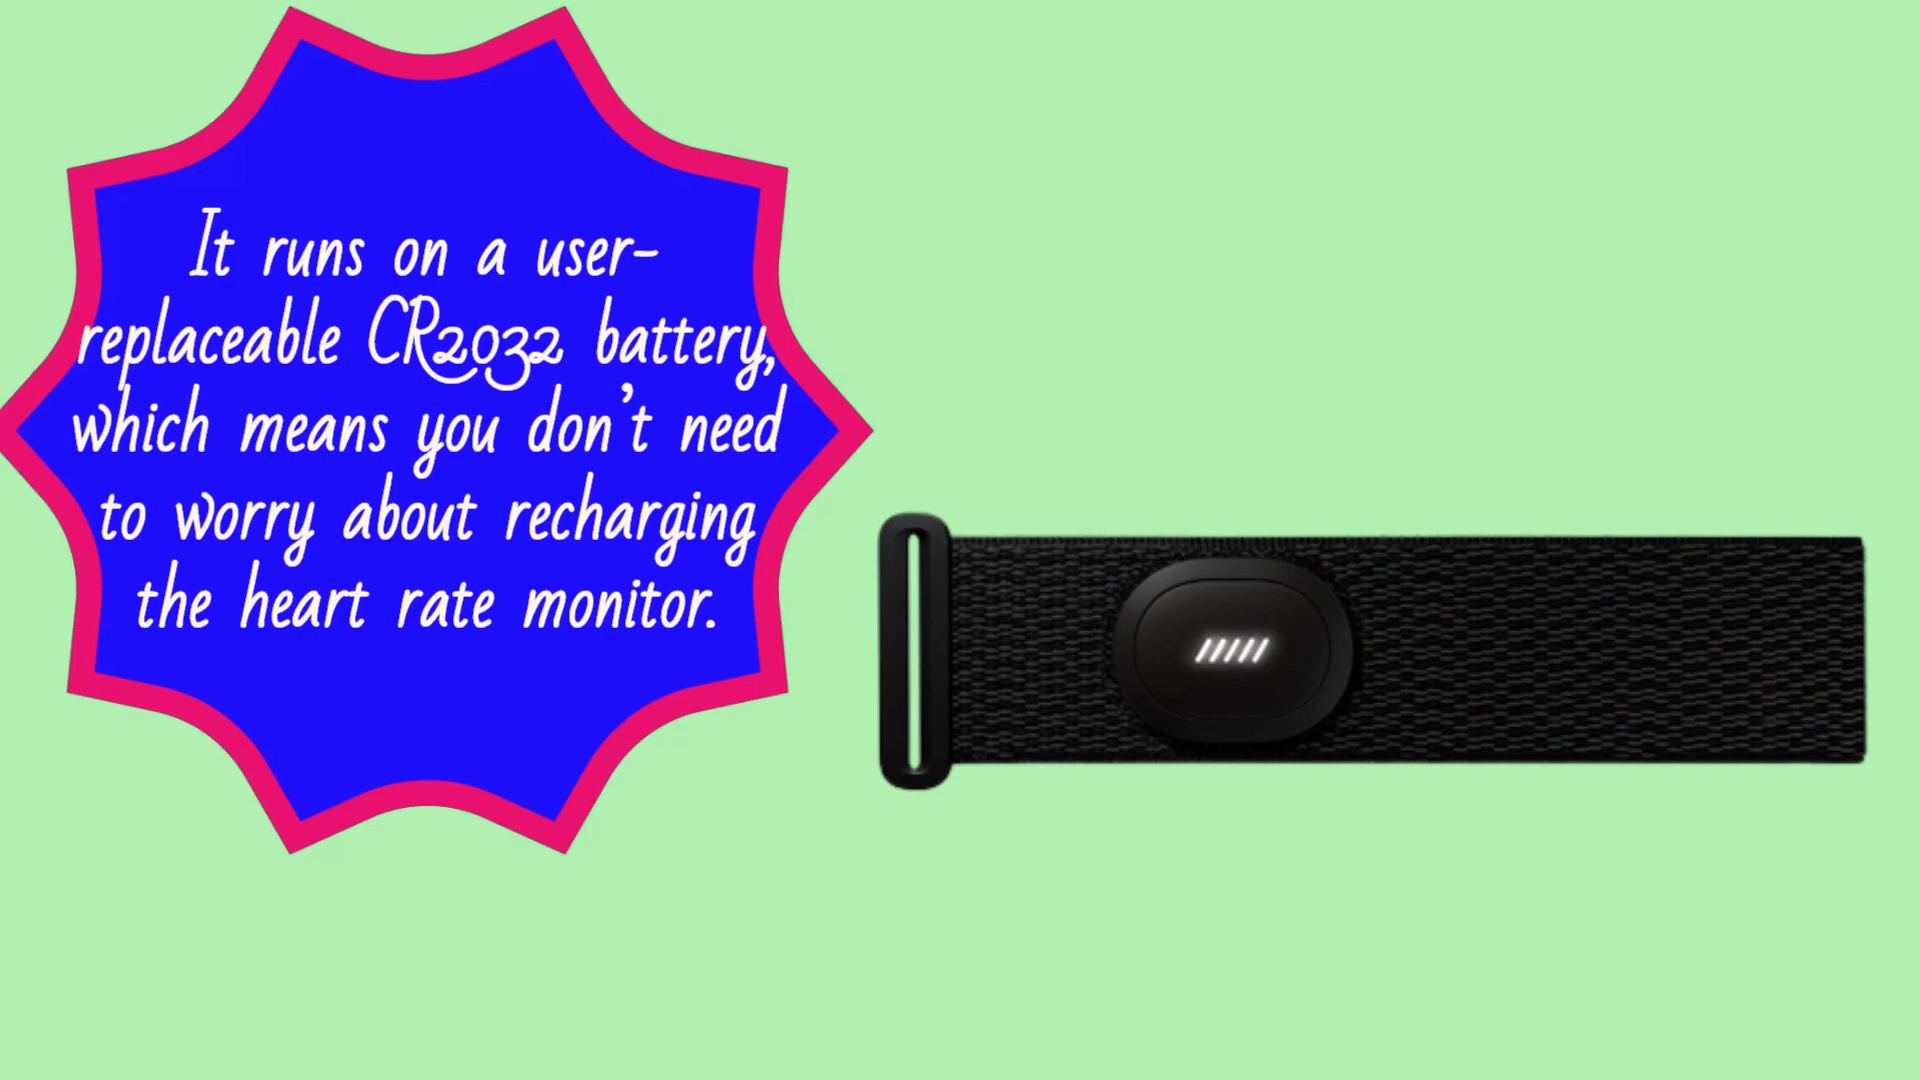 It runs on a user-
replaceable CR2032 battery,
which means you don't need
to worry about recharging
the heart rate monitor.